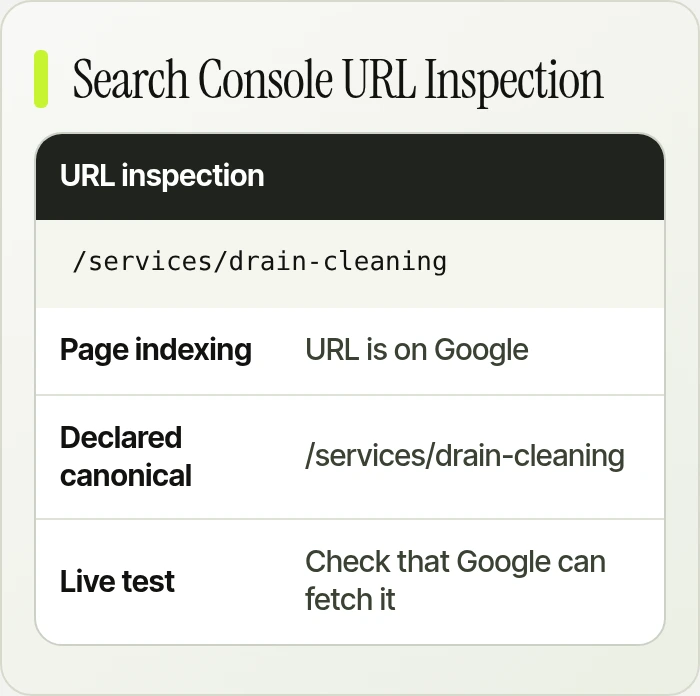 Search Console URL Inspection
URL inspection
/services/drain-cleaning
Page indexing URL is on Google
Declared
canonical
/services/drain-cleaning
Live test
Check that Google can
fetch it